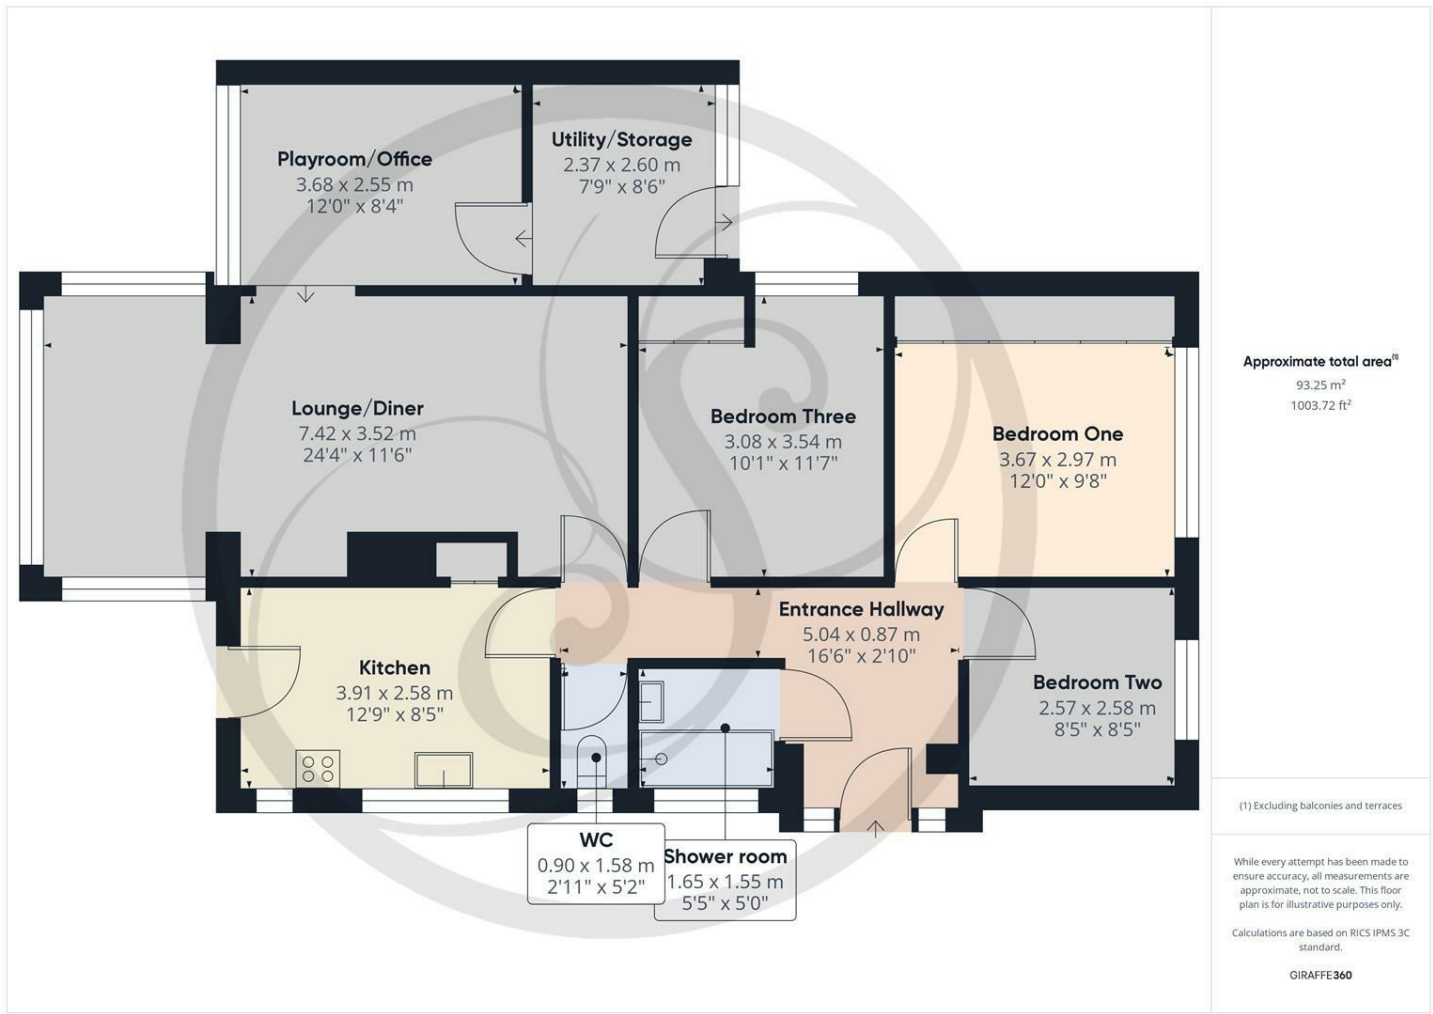 Playroom/Office
3.68 x 2.55 m
12'0" x 8'4"
Utility/Storage
2.37 x 2.60 m
7'9" x 8'6"
Lounge/Diner
7.42 x 3.52 m
24'4" x 11'6"
Bedroom Three
3.08 x 3.54 m
10'1" x 11'7"
Bedroom One
3.67 x 2.97 m
12'0" x 9'8"
Entrance Hallway
5.04 x 0.87 m
16'6" x 2'10"
Kitchen
3.91 x 2.58 m
12'9" x 8'5"
Bedroom Two
2.57 x 2.58 m
8'5" x 8'5"
WC
0.90 x 1.58 m
2'11" x 5'2"
Shower room
1.65 x 1.55 m
5'5" x 5'0"
Approximate total area(1)
93.25 m²
1003.72 ft²
(1) Excluding balconies and terraces
While every attempt has been made to
ensure accuracy, all measurements are
approximate, not to scale. This floor
plan is for illustrative purposes only.
Calculations are based on RICS IPMS 3C
standard.
GIRAFFE360